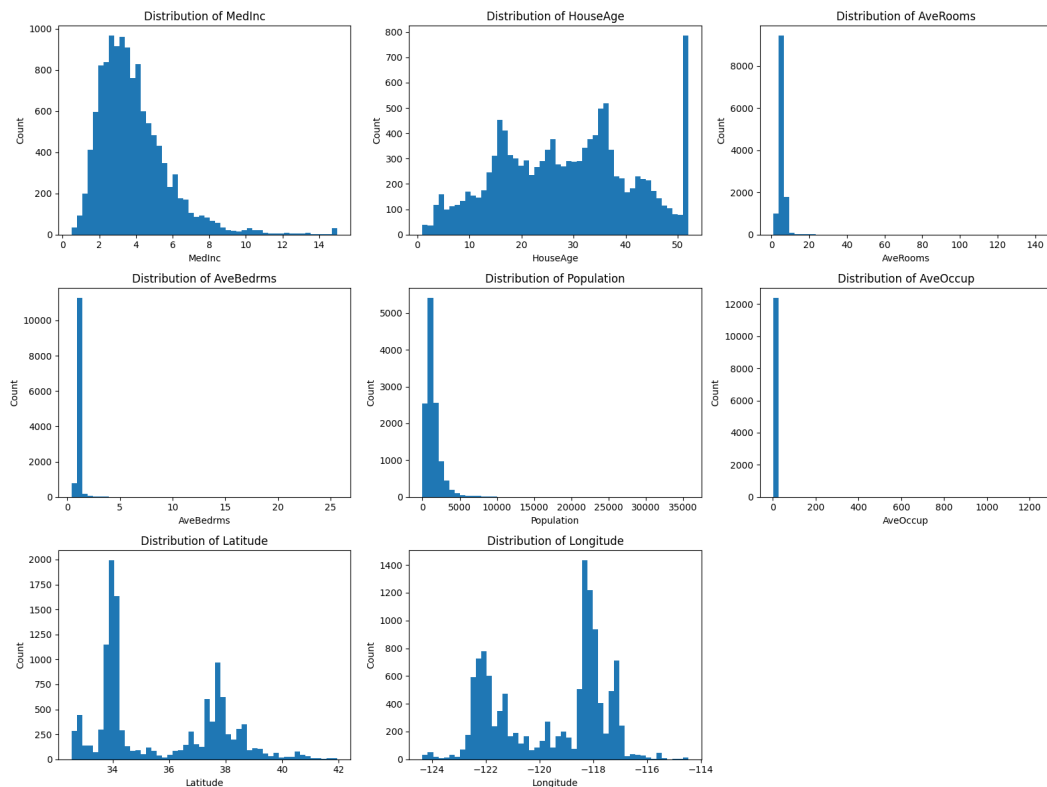 Distribution of MedInc
Count
1000
800
600
400
200
0
0 2 4 6 8 10 12 14
MedInc
Distribution of HouseAge
Count
800
700
600
500
400
300
200
100
0
0 10 20 30 40 50
HouseAge
Distribution of AveRooms
Count
8000
6000
4000
2000
0
0 20 40 60 80 100 120 140
AveRooms
Distribution of AveBedrms
Count
10000
8000
6000
4000
2000
0
0 5 10 15 20 25
AveBedrms
Distribution of Population
Count
5000
4000
3000
2000
1000
0
0 5000 10000 15000 20000 25000 30000 35000
Population
Distribution of AveOccup
Count
12000
10000
8000
6000
4000
2000
0
0 200 400 600 800 1000 1200
AveOccup
Distribution of Latitude
Count
2000
1750
1500
1250
1000
750
500
250
0
34 36 38 40 42
Latitude
Distribution of Longitude
Count
1400
1200
1000
800
600
400
200
0
−124 −122 −120 −118 −116 −114
Longitude